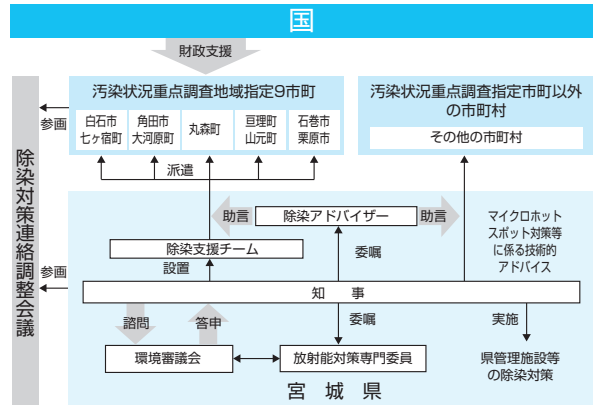 国
財政支援
汚染状況重点調査地域指定9市町
白石市
七ヶ宿町
角田市
大河原町
丸森町
亘理町
山元町
石巻市
栗原市
汚染状況重点調査指定市町以外
の市町村
その他の市町村
参画
派遣
除染対策連絡調整会議
助言
除染アドバイザー
助言
マイクロホット
スポット対策等
に係る技術的
アドバイス
除染支援チーム
設置
委嘱
参画
知　事
諮問
答申
委嘱
実施
環境審議会
放射能対策専門委員
県管理施設等
の除染対策
宮　城　県